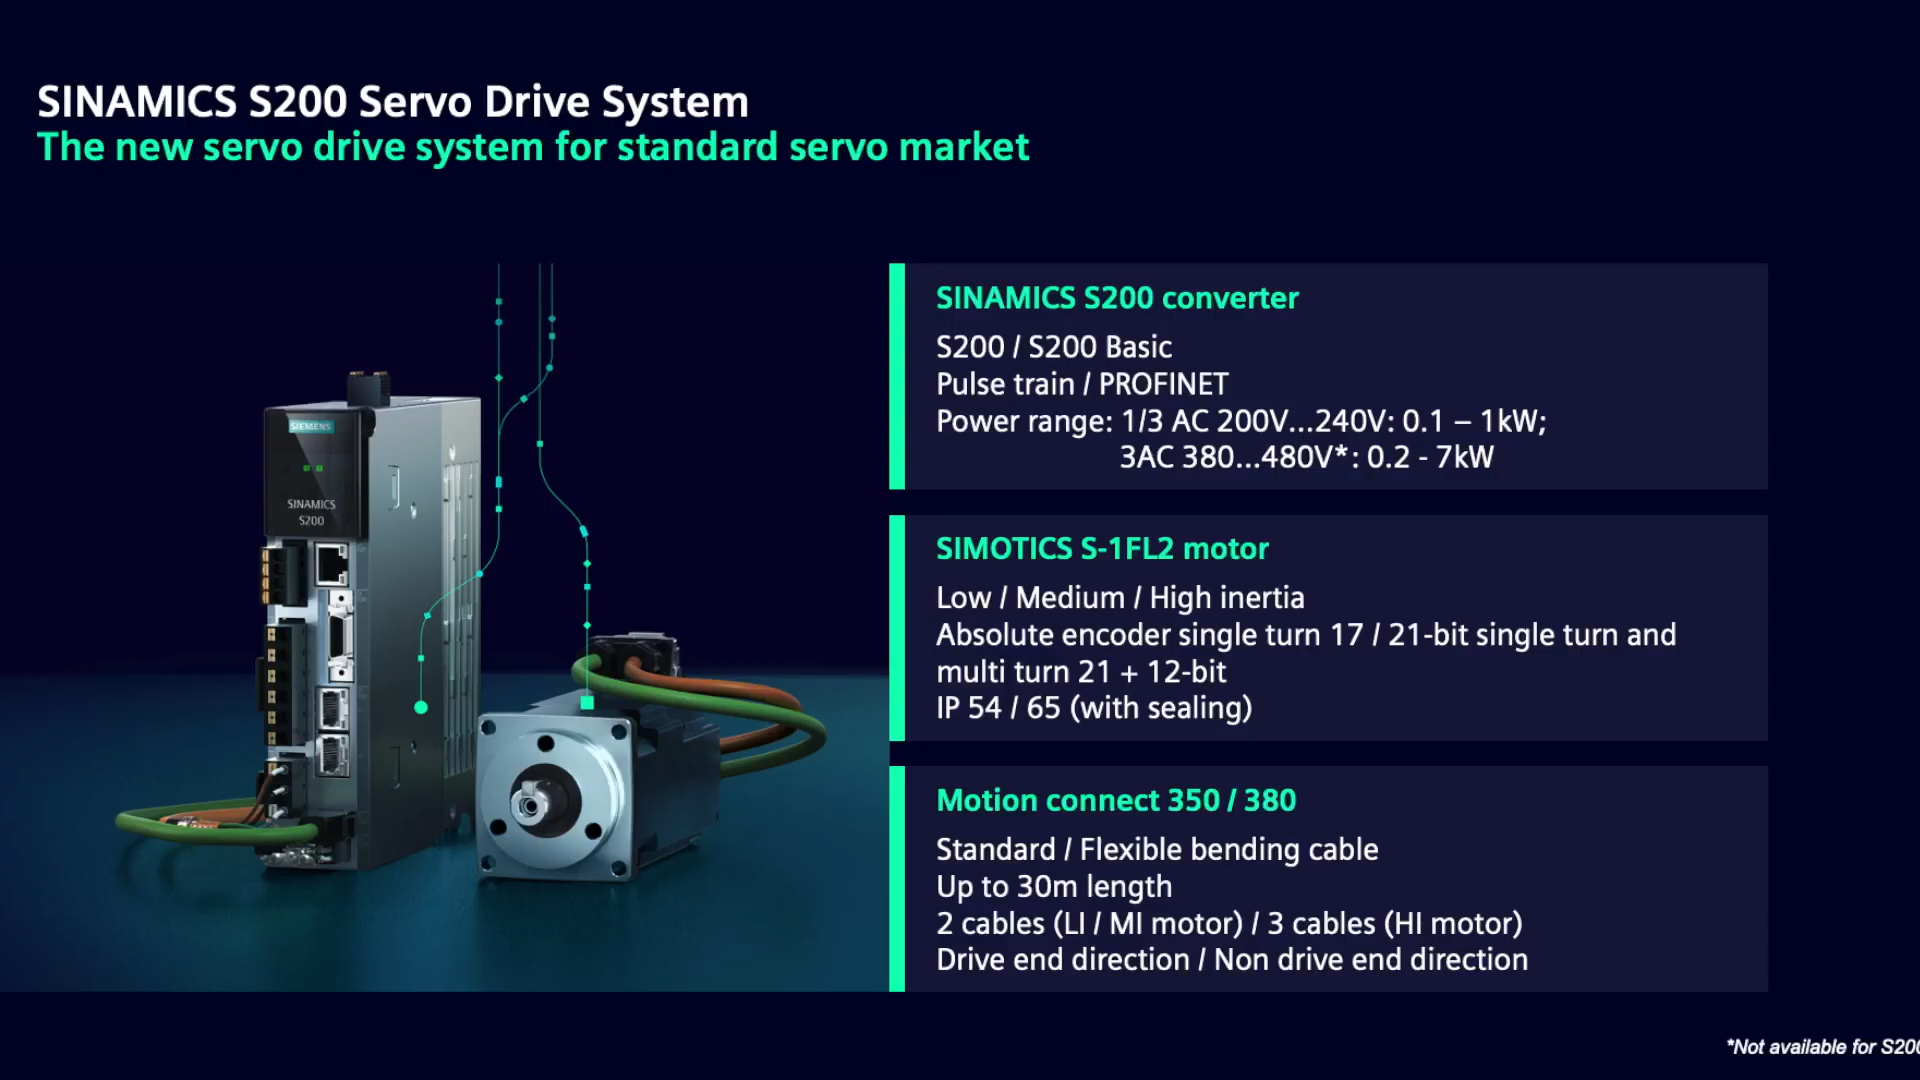 SINAMICS S200 Servo Drive System
The new servo drive system for standard servo market
SIEMENS
SINAMICS
S200
SINAMICS S200 converter
S200 / S200 Basic
Pulse train / PROFINET
Power range: 1/3 AC 200V...240V: 0.1 – 1kW;
3AC 380...480V*: 0.2 - 7kW
SIMOTICS S-1FL2 motor
Low / Medium / High inertia
Absolute encoder single turn 17 / 21-bit single turn and
multi turn 21 + 12-bit
IP 54 / 65 (with sealing)
Motion connect 350 / 380
Standard / Flexible bending cable
Up to 30m length
2 cables (LI / MI motor) / 3 cables (HI motor)
Drive end direction / Non drive end direction
*Not available for S200